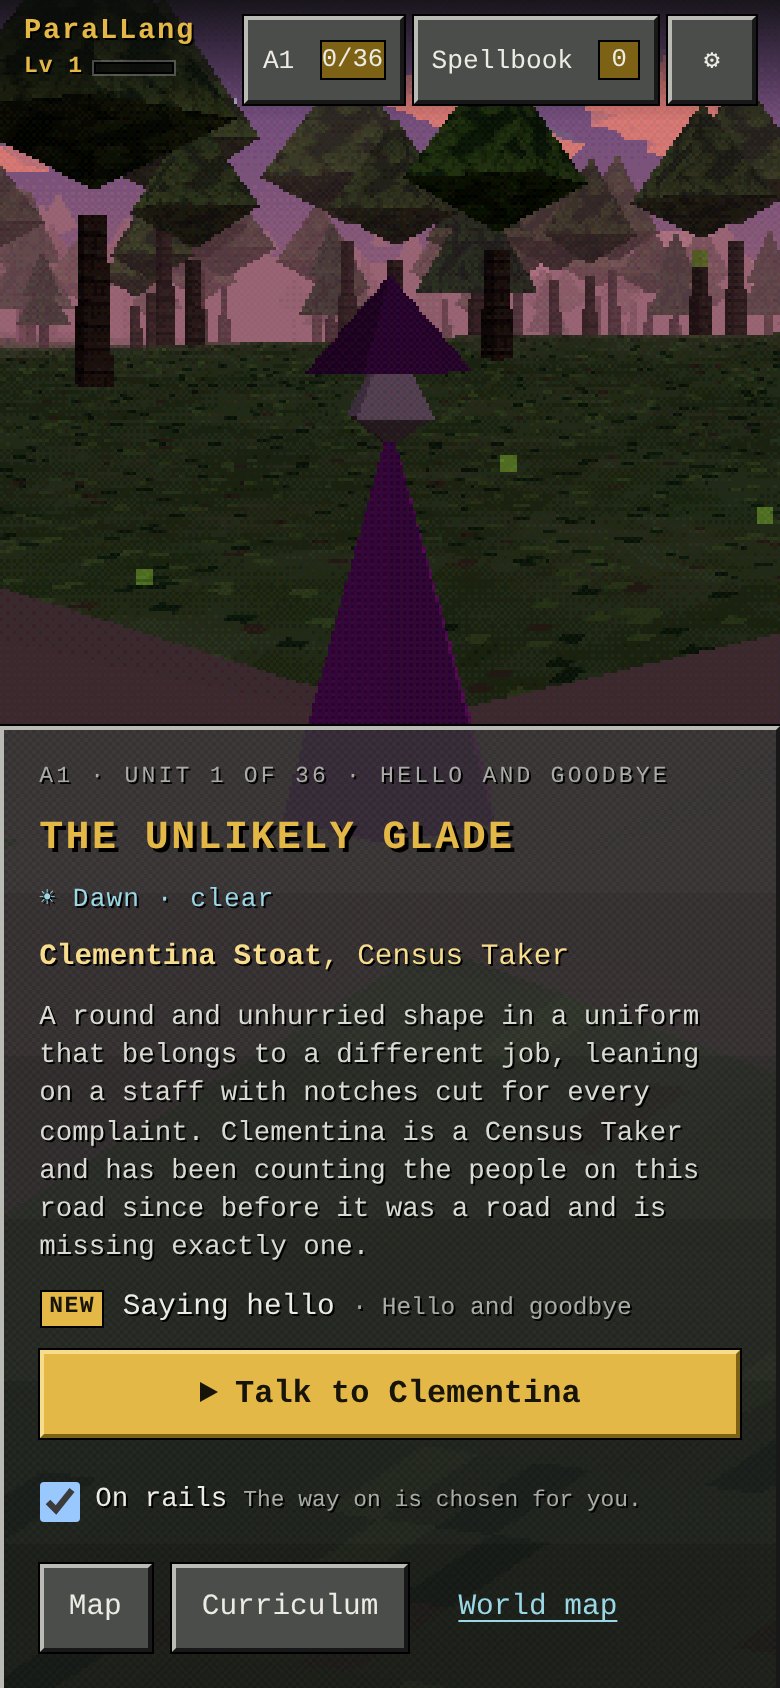 ParaLLang
Lv 1
A1 0/36
Spellbook 0
⚙
A1 · UNIT 1 OF 36 · HELLO AND GOODBYE
THE UNLIKELY GLADE
☀ Dawn · clear
Clementina Stoat, Census Taker
A round and unhurried shape in a uniform
that belongs to a different job, leaning
on a staff with notches cut for every
complaint. Clementina is a Census Taker
and has been counting the people on this
road since before it was a road and is
missing exactly one.
NEW Saying hello · Hello and goodbye
▶ Talk to Clementina
On rails The way on is chosen for you.
Map Curriculum World map